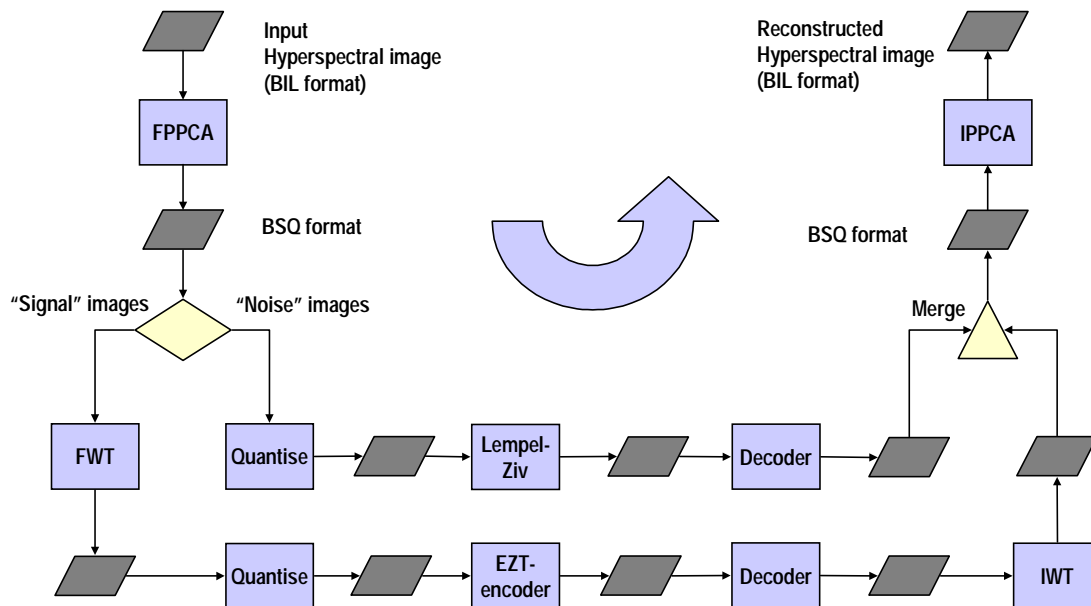 Input
Hyperspectral image
(BIL format)
FPPCA
BSQ format
“Signal” images
“Noise” images
FWT
Quantise
Lempel-
Ziv
Decoder
Quantise
EZT-
encoder
Decoder
IWT
Merge
BSQ format
IPPCA
Reconstructed
Hyperspectral image
(BIL format)